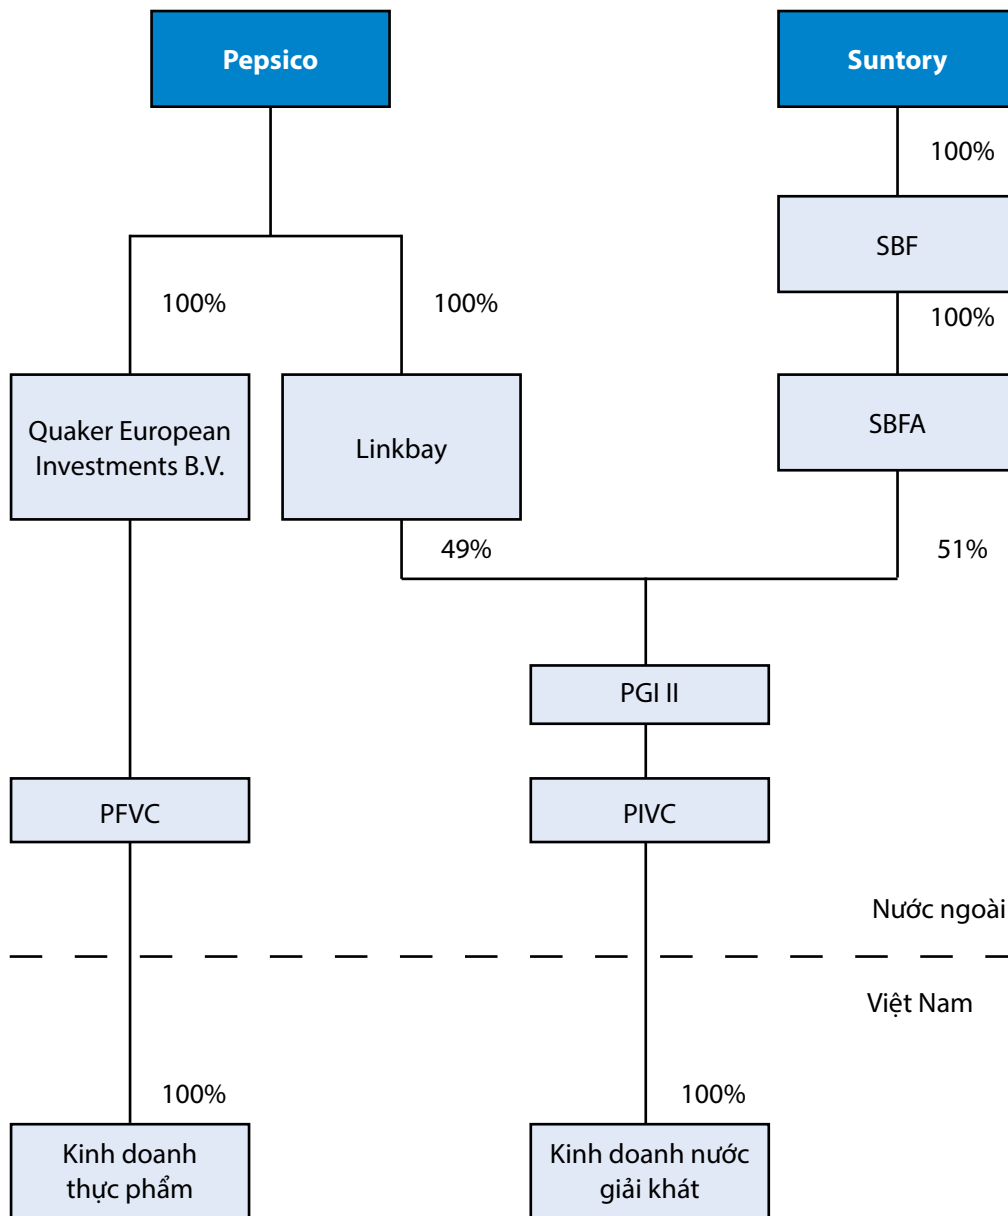 Pepsico
Suntory
100%
SBF
100%
100%
100%
Quaker European
Investments B.V.
Linkbay
SBFA
49%
51%
PGI II
PFVC
PIVC
Nước ngoài
Việt Nam
100%
100%
Kinh doanh
thực phẩm
Kinh doanh nước
giải khát